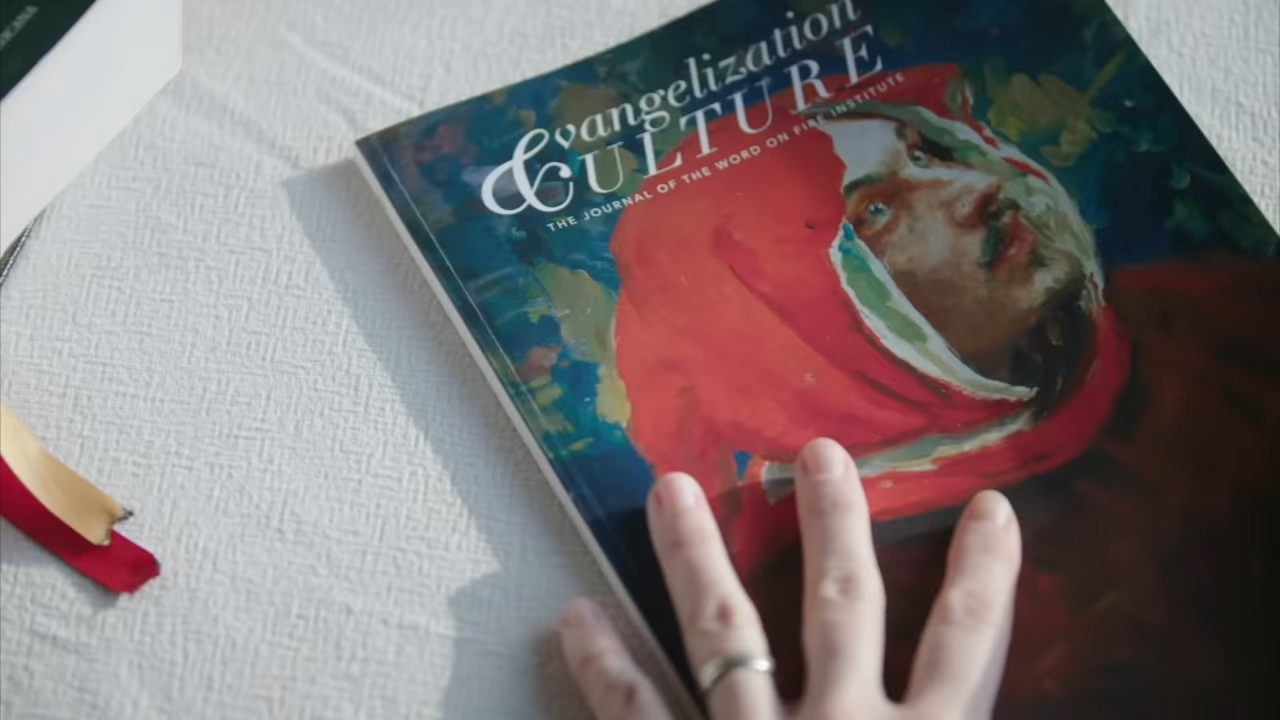 Evangelization
& CULTURE
THE JOURNAL OF THE WORD ON FIRE INSTITUTE